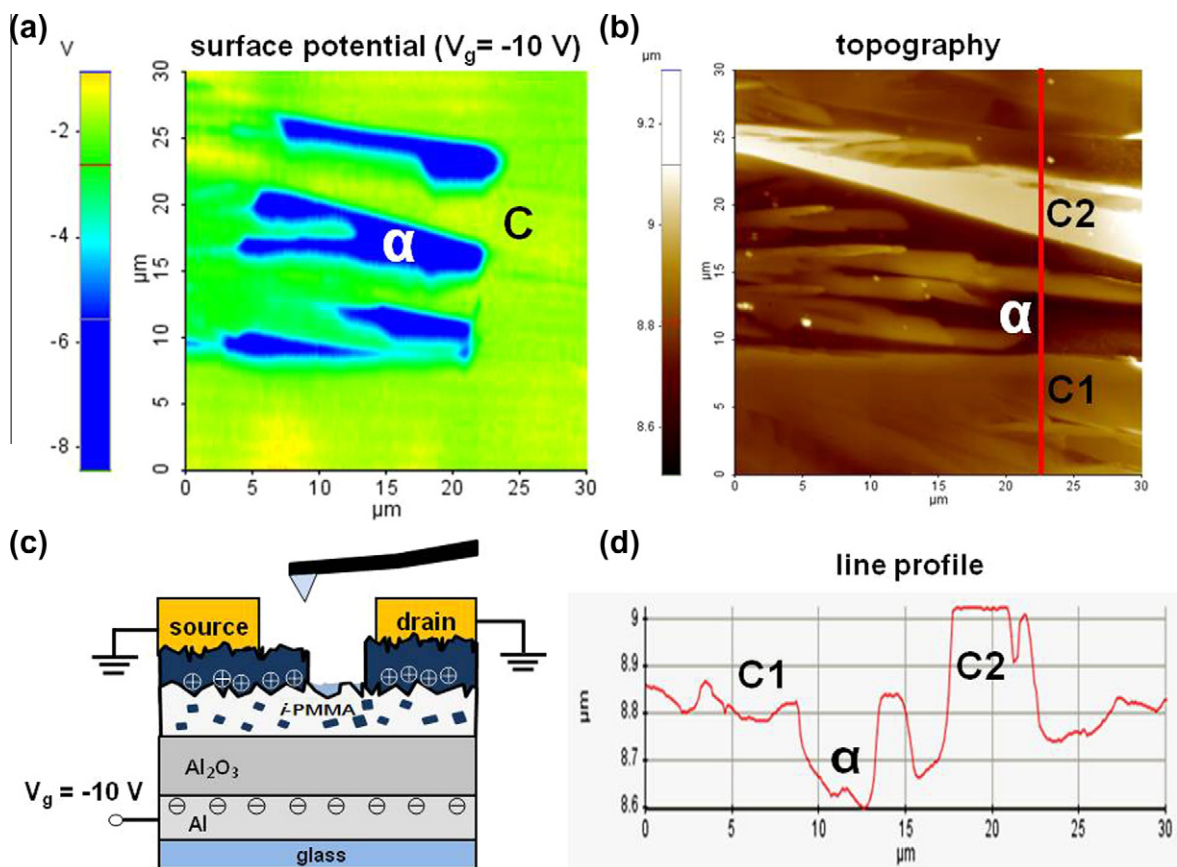 (a)
surface potential (Vg= -10 V)
V
-2
-4
-6
-8
α
C
30
25
20
15
10
5
0
μm
0 5 10 15 20 25 30
μm
(b)
topography
μm
9.2
9
8.8
8.6
C2
α
C1
30
25
20
15
10
5
0
μm
0 5 10 15 20 25 30
μm
(c)
source
drain
i-PMMA
Al2O3
Vg = -10 V
Al
glass
(d)
line profile
9
8.9
8.8
8.7
8.6
μm
C1
C2
α
0 5 10 15 20 25 30
μm